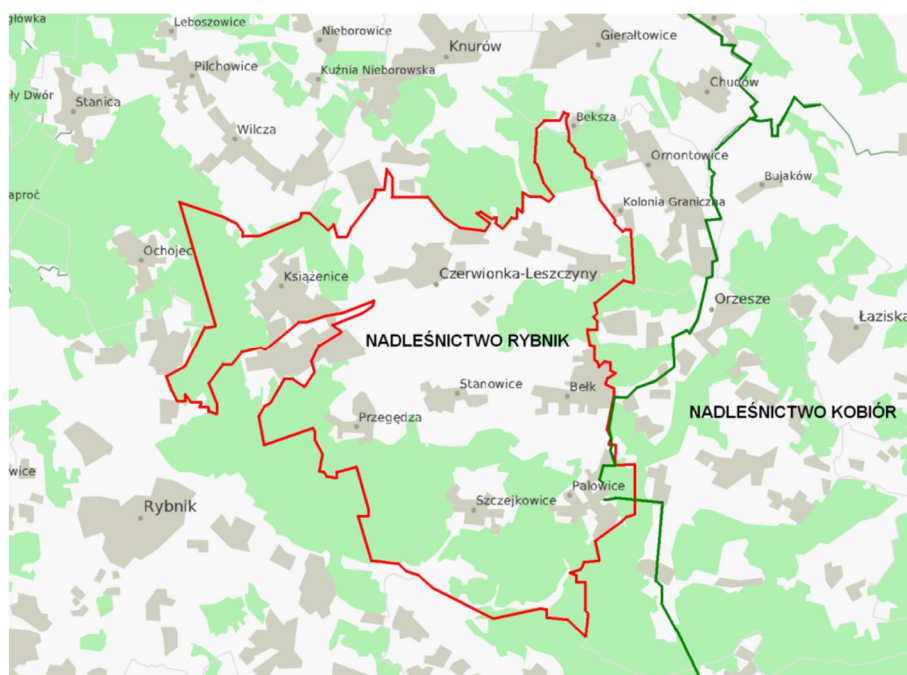 główka
Leboszowice
Nieborowice
Knurów
Gierałtowice
Pilchowice
Kuźnia Nieborowska
Chudów
ły Dwór
Stanica
Beksza
Wilcza
Ornontowice
Bujaków
aproć
Kolonia Graniczna
Ochojec
Książenice
Czerwionka-Leszczyny
Orzesze
Łaziska
NADLEŚNICTWO RYBNIK
Stanowice
Bełk
NADLEŚNICTWO KOBIÓR
Przegędza
wice
Palowice
Rybnik
Szczejkowice